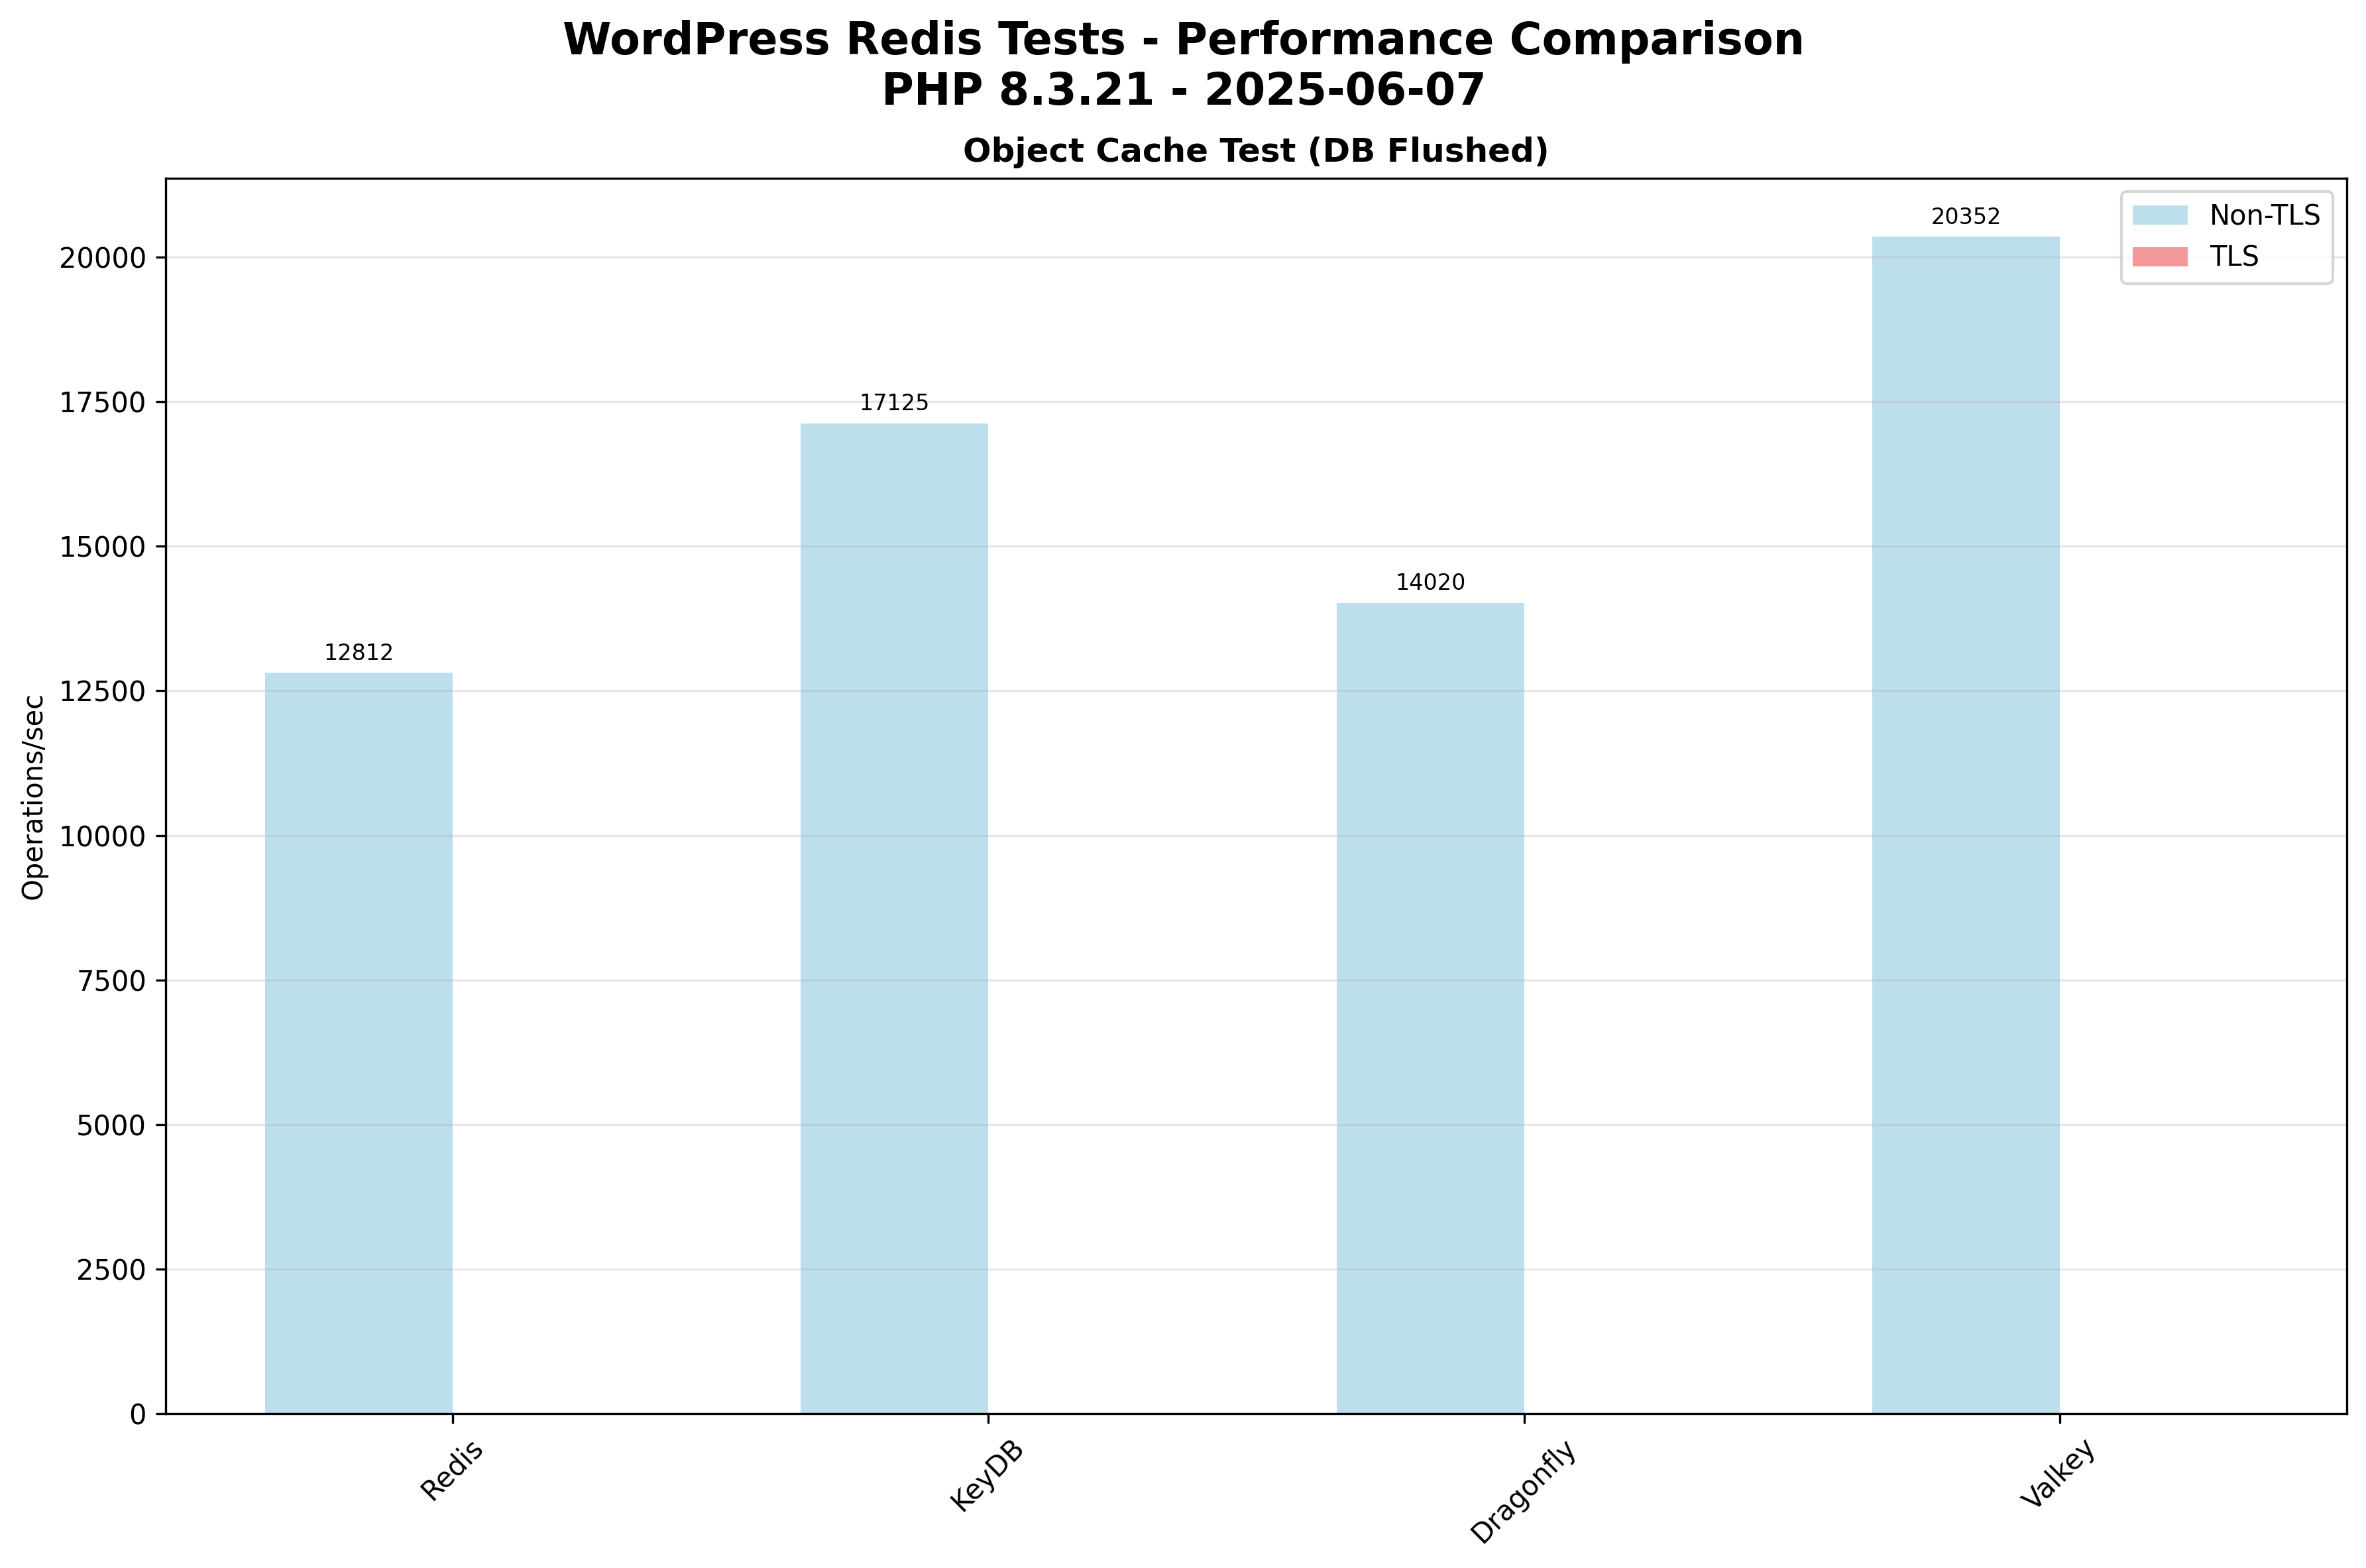 WordPress Redis Tests - Performance Comparison
PHP 8.3.21 - 2025-06-07
Object Cache Test (DB Flushed)
Non-TLS
TLS
Operations/sec
20000
17500
15000
12500
10000
7500
5000
2500
0
12812
17125
14020
20352
Redis
KeyDB
Dragonfly
Valkey